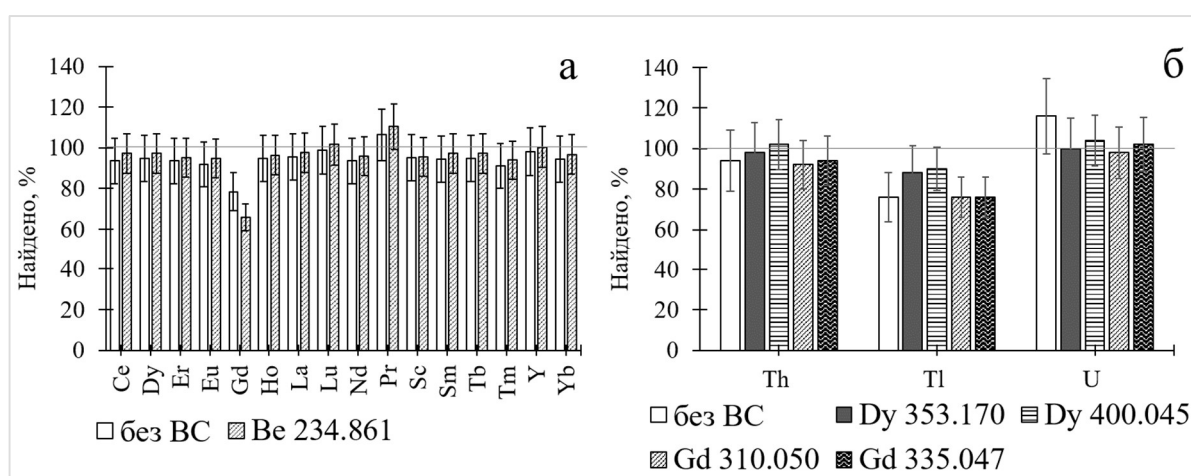 а
Найдено, %
140
120
100
80
60
40
20
0
Ce Dy Er Eu Gd Ho La Lu Nd Pr Sc Sm Tb Tm Y Yb
без ВС Be 234.861
б
Найдено, %
140
120
100
80
60
40
20
0
Th Tl U
без ВС Dy 353.170 Dy 400.045
Gd 310.050 Gd 335.047